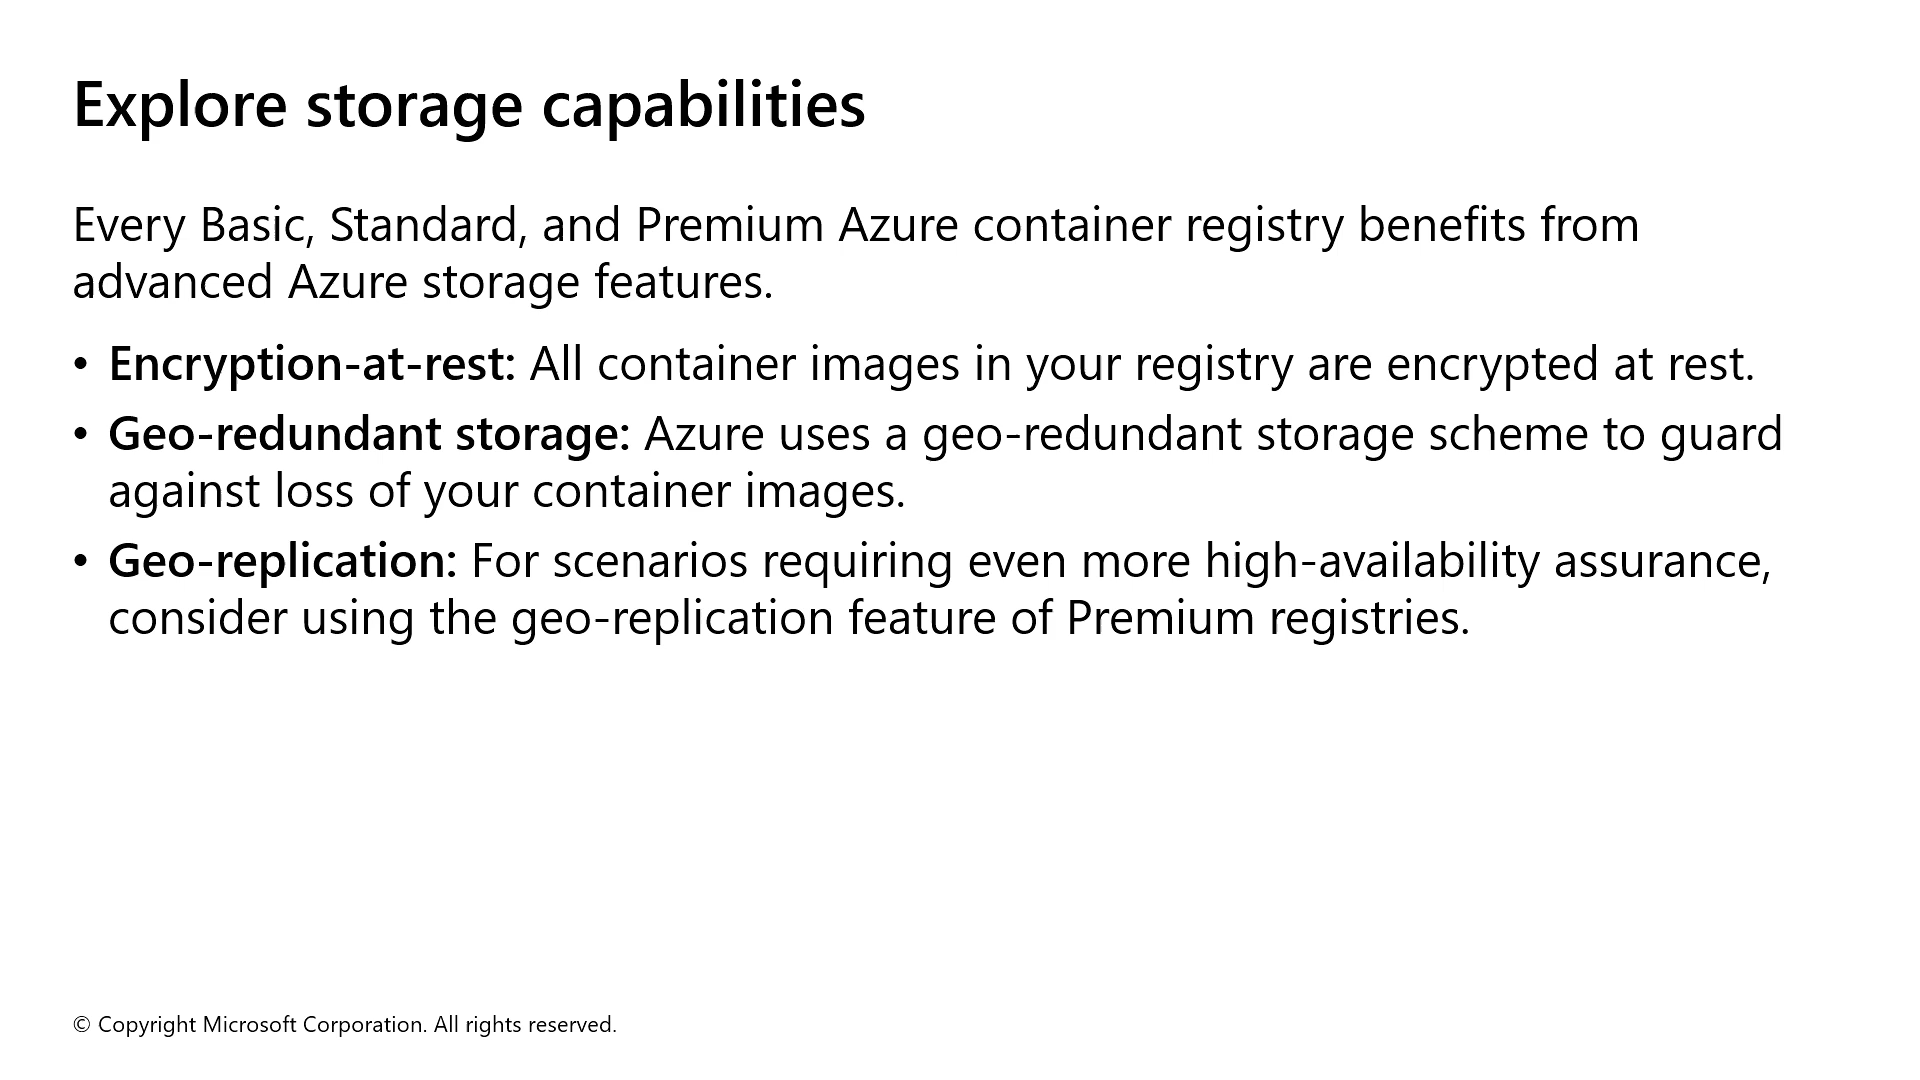 Explore storage capabilities
Every Basic, Standard, and Premium Azure container registry benefits from
advanced Azure storage features.
• Encryption-at-rest: All container images in your registry are encrypted at rest.
• Geo-redundant storage: Azure uses a geo-redundant storage scheme to guard
against loss of your container images.
• Geo-replication: For scenarios requiring even more high-availability assurance,
consider using the geo-replication feature of Premium registries.
© Copyright Microsoft Corporation. All rights reserved.